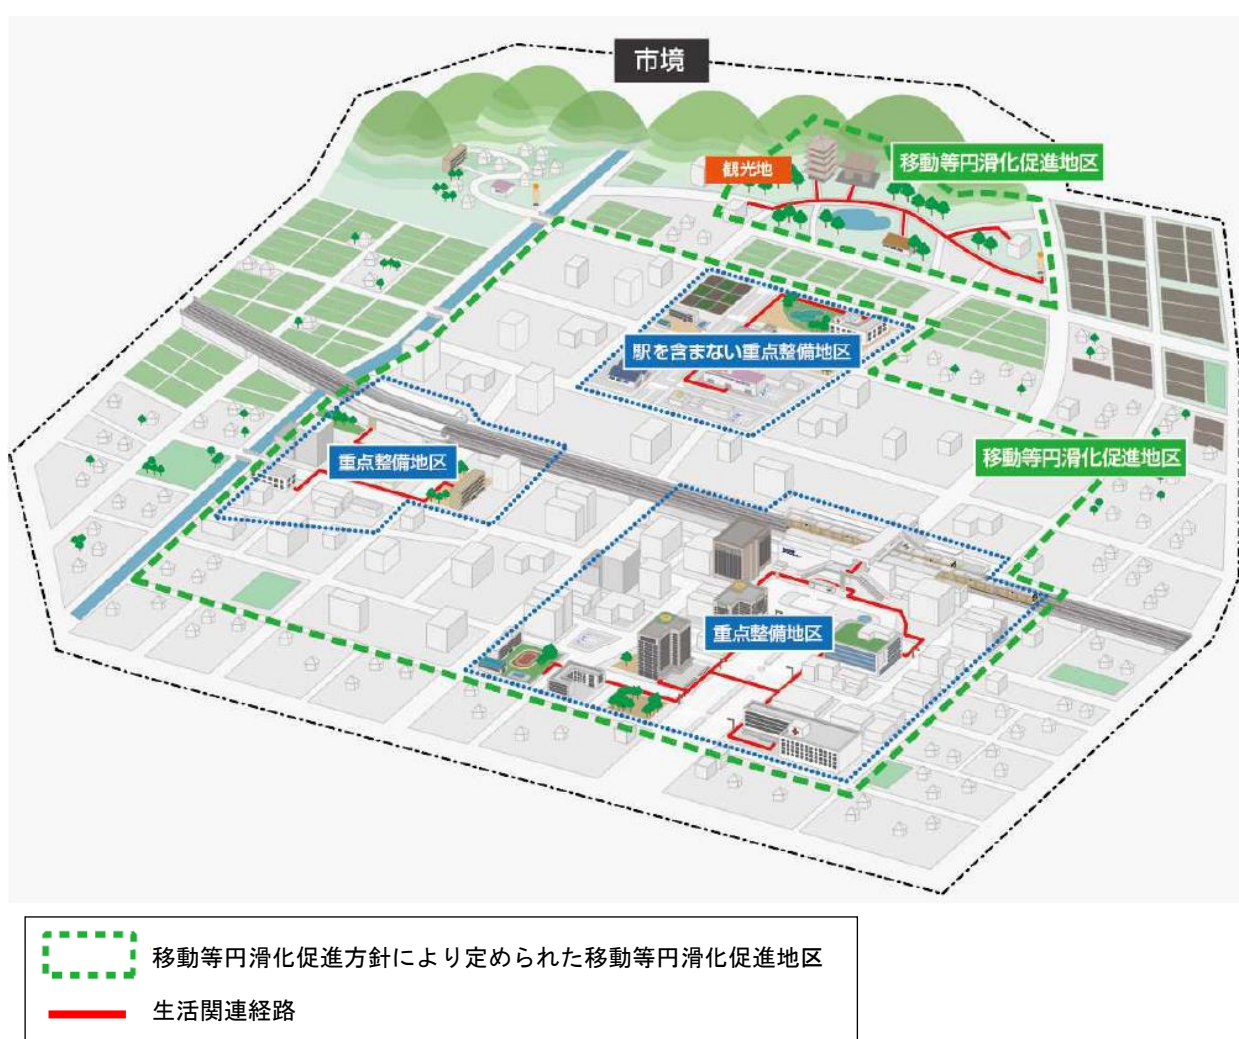 市境
観光地
移動等円滑化促進地区
駅を含まない重点整備地区
重点整備地区
移動等円滑化促進地区
重点整備地区
移動等円滑化促進方針により定められた移動等円滑化促進地区
生活関連経路